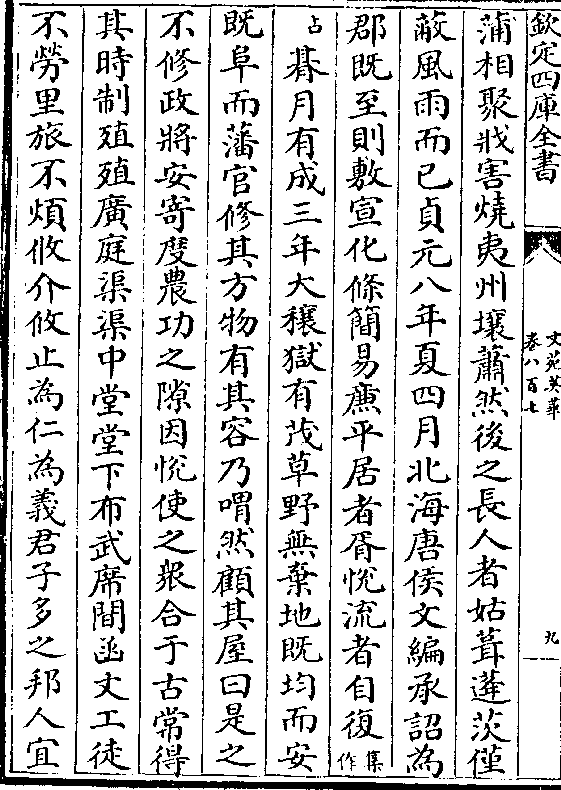 欽定四庫全書
文苑英華
卷八百七
九
蒲相聚戕害燒夷州壤蕭然後之長人者姑葺蓬茨僅
蔽風雨而已貞元八年夏四月北海唐侯文編承詔為
郡既至則敷宣化條簡易廉平居者胥悅流者自復集作
占朞月有成三年大穰獄有茂草野無棄地既均而安
既阜而藩官修其方物有其容乃喟然顧其屋曰是之
不修政將安寄度農功之隙因悅使之衆合于古常得
其時制殖殖廣庭渠渠中堂堂下布武席間函丈工徒
不勞里旅不煩攸介攸止為仁為義君子多之邦人宜